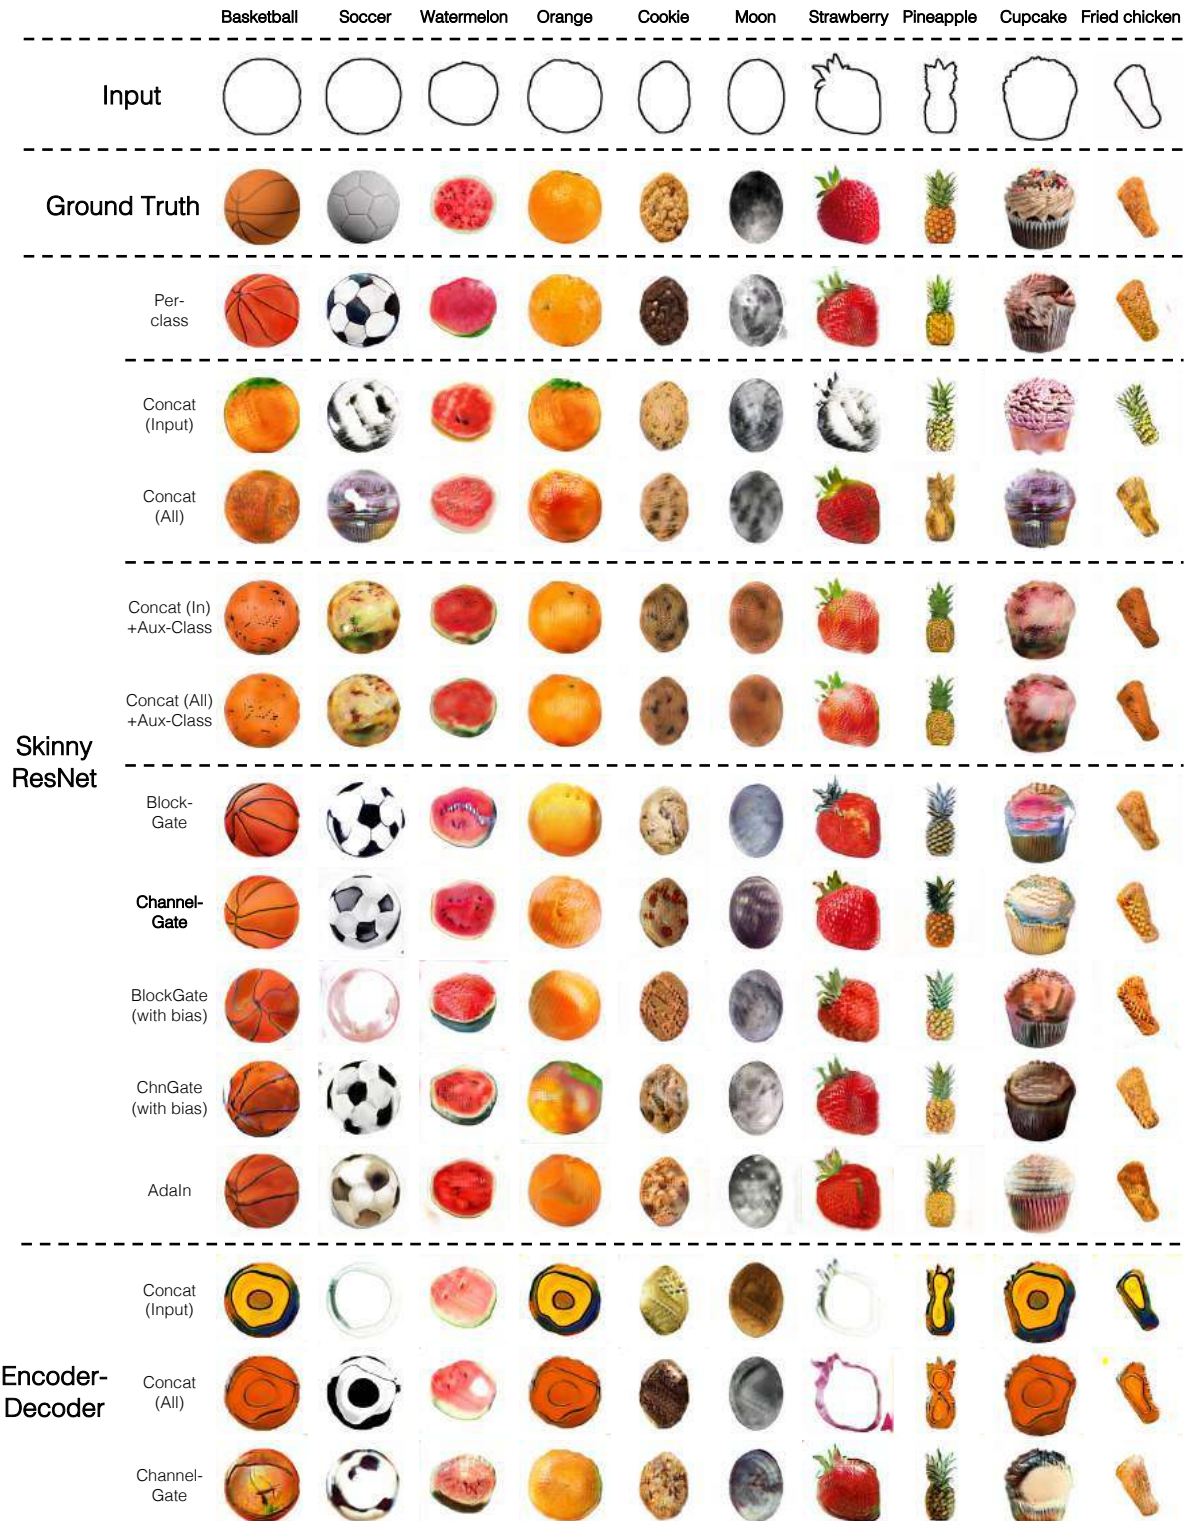 Basketball Soccer Watermelon Orange Cookie Moon Strawberry Pineapple Cupcake Fried chicken
Input
Ground Truth
Per-
class
Concat
(Input)
Concat
(All)
Concat (In)
+Aux-Class
Concat (All)
+Aux-Class
Skinny
ResNet
Block-
Gate
Channel-
Gate
BlockGate
(with bias)
ChnGate
(with bias)
AdaIn
Concat
(Input)
Encoder-
Decoder
Concat
(All)
Channel-
Gate